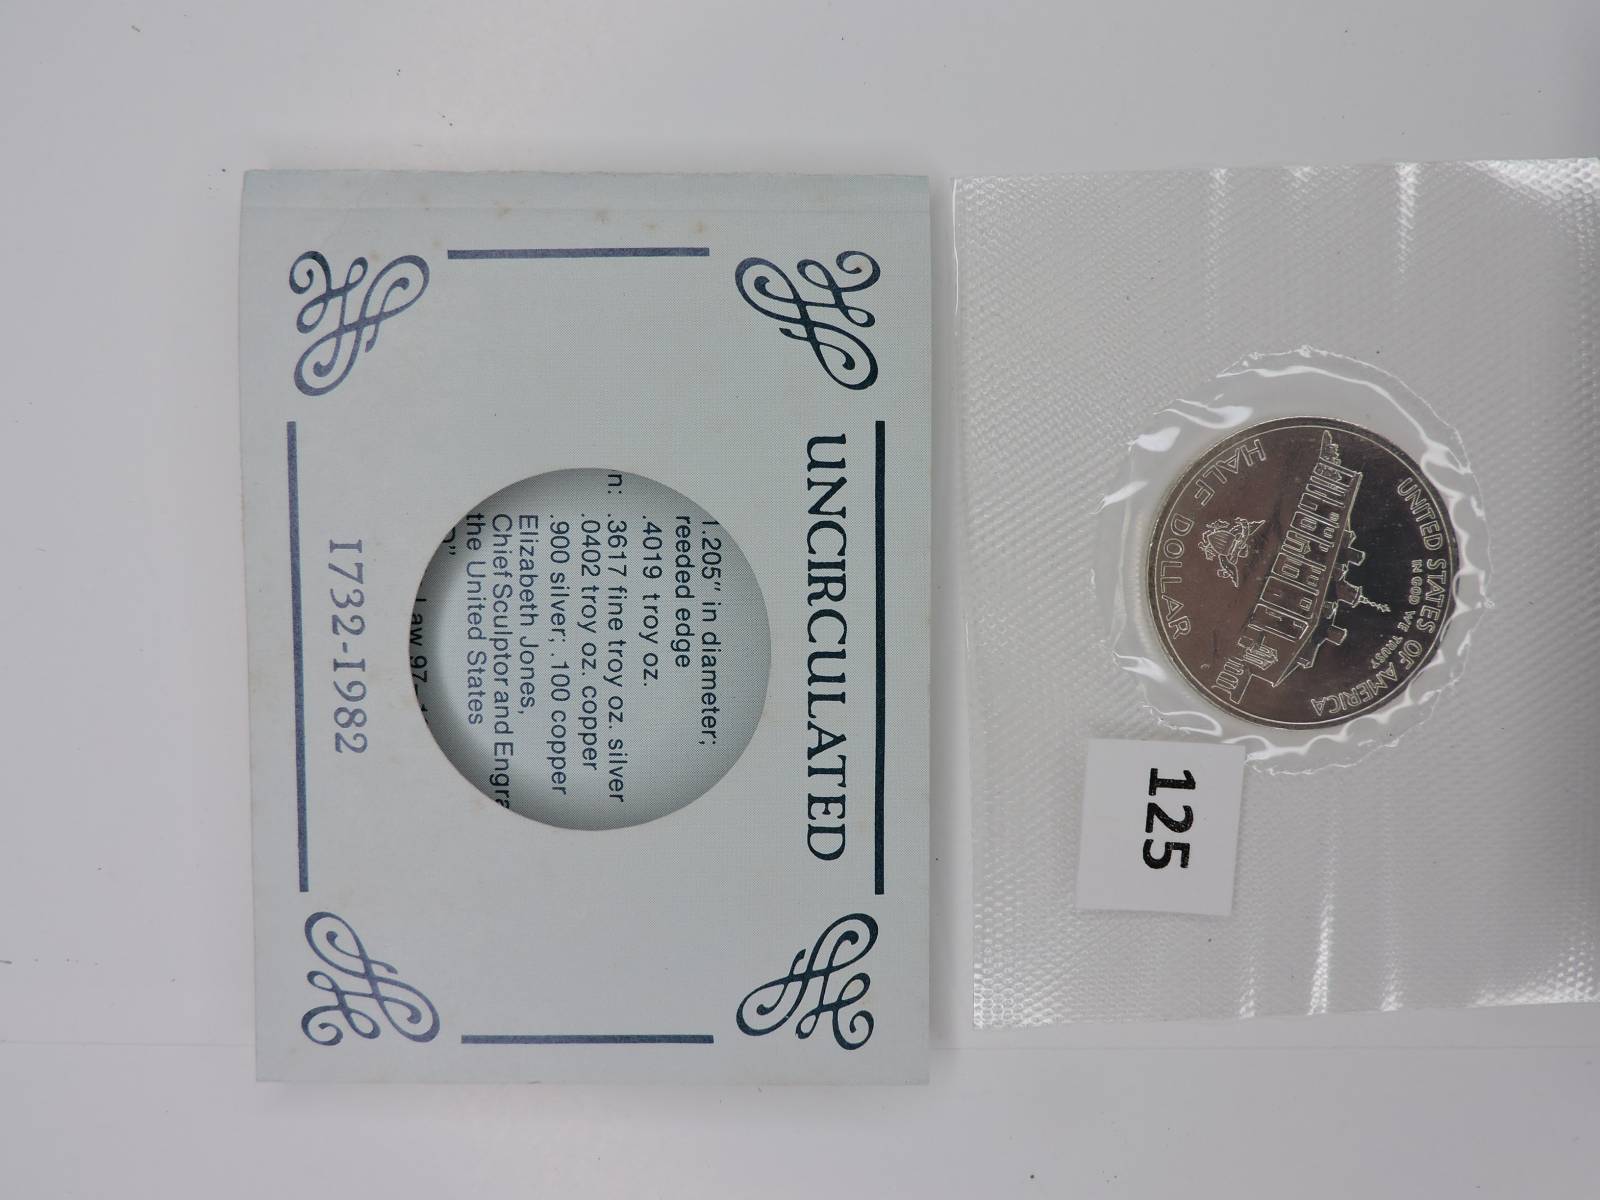 UNCIRCULATED
1.205" in diameter;
reeded edge
.4019 troy oz.
n: .3617 fine troy oz. silver
.0402 troy oz. copper
.900 silver; .100 copper
Elizabeth Jones,
Chief Sculptor and Engra
the United States
Law 97-
1732-1982
UNITED STATES OF AMERICA
IN GOD WE TRUST
HALF DOLLAR
125